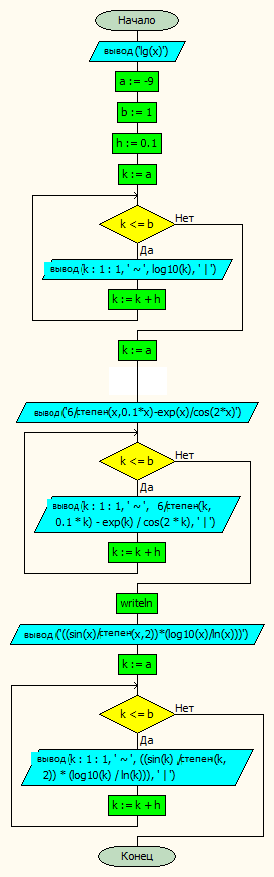 Начало
вывод ('lg(x)')
a := -9
b := 1
h := 0.1
k := a
k <= b
Нет
Да
вывод (k : 1 : 1, ' ~ ', log10(k), ' | ')
k := k + h
k := a
вывод ('6/степен(x,0.1*x)-exp(x)/cos(2*x)')
k <= b
Нет
Да
вывод (k : 1 : 1, ' ~ ', 6/степен(k,
0.1 * k) - exp(k) / cos(2 * k), ' | ')
k := k + h
writeln
вывод ('((sin(x)/степен(x,2))*(log10(x)/ln(x)))')
k := a
k <= b
Нет
Да
вывод (k : 1 : 1, ' ~ ', ((sin(k) ,/степен(k,
2)) * (log10(k) / ln(k))), ' | ')
k := k + h
Конец